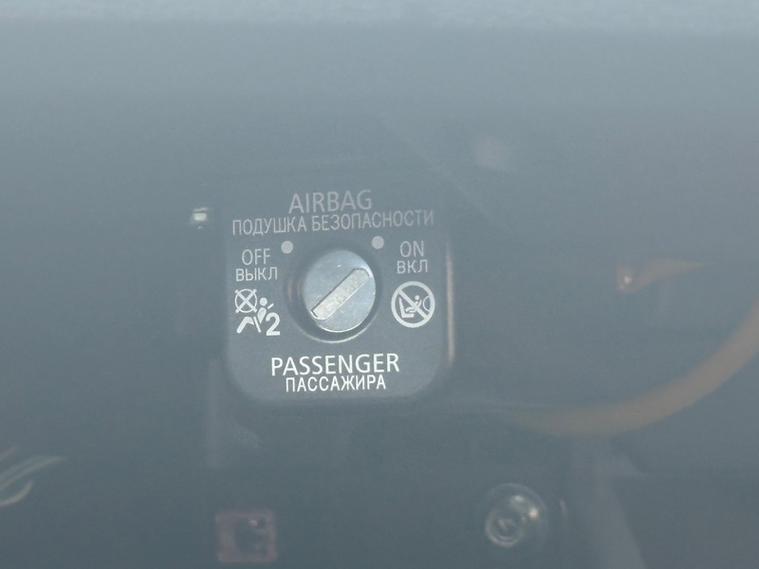 AIRBAG
ПОДУШКА БЕЗОПАСНОСТИ
OFF ON
ВЫКЛ ВКЛ
2
PASSENGER
ПАССАЖИРА